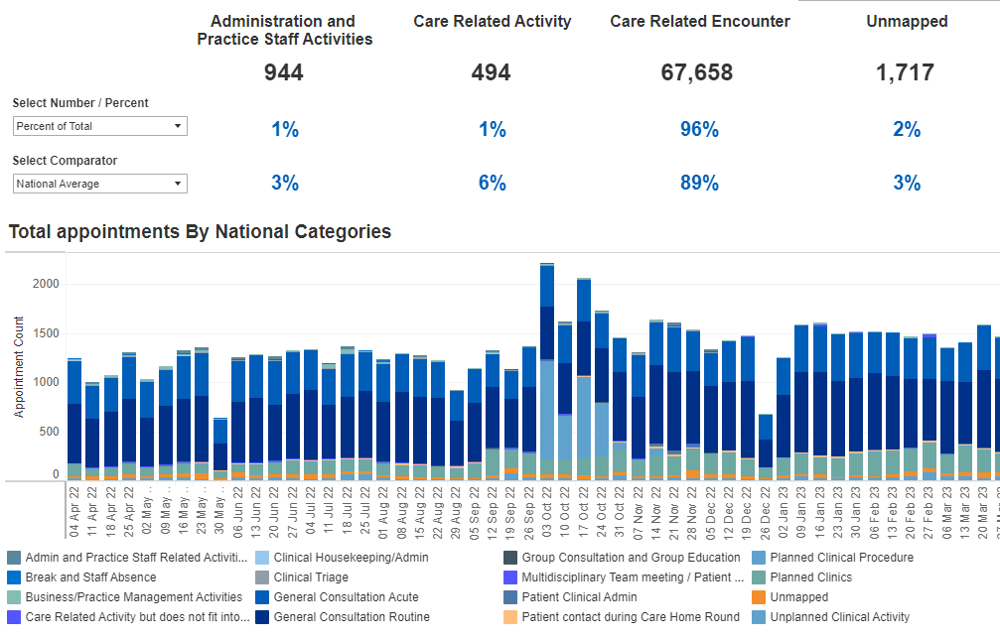 Administration and
Practice Staff Activities
Care Related Activity
Care Related Encounter
Unmapped
944
494
67,658
1,717
Select Number / Percent
Percent of Total
1%
1%
96%
2%
Select Comparator
National Average
3%
6%
89%
3%
Total appointments By National Categories
Appointment Count
2000
1500
1000
500
0
04 Apr 22
11 Apr 22
18 Apr 22
25 Apr 22
02 May ..
09 May ..
16 May ..
23 May ..
30 May ..
06 Jun 22
13 Jun 22
20 Jun 22
27 Jun 22
04 Jul 22
11 Jul 22
18 Jul 22
25 Jul 22
01 Aug 22
08 Aug 22
15 Aug 22
22 Aug 22
29 Aug 22
05 Sep 22
12 Sep 22
19 Sep 22
26 Sep 22
03 Oct 22
10 Oct 22
17 Oct 22
24 Oct 22
31 Oct 22
07 Nov 22
14 Nov 22
21 Nov 22
28 Nov 22
05 Dec 22
12 Dec 22
19 Dec 22
26 Dec 22
02 Jan 23
09 Jan 23
16 Jan 23
23 Jan 23
30 Jan 23
06 Feb 23
13 Feb 23
20 Feb 23
27 Feb 23
06 Mar 23
13 Mar 23
20 Mar 23
Admin and Practice Staff Related Activiti...
Clinical Housekeeping/Admin
Group Consultation and Group Education
Planned Clinical Procedure
Break and Staff Absence
Clinical Triage
Multidisciplinary Team meeting / Patient ...
Planned Clinics
Business/Practice Management Activities
General Consultation Acute
Patient Clinical Admin
Unmapped
Care Related Activity but does not fit into...
General Consultation Routine
Patient contact during Care Home Round
Unplanned Clinical Activity